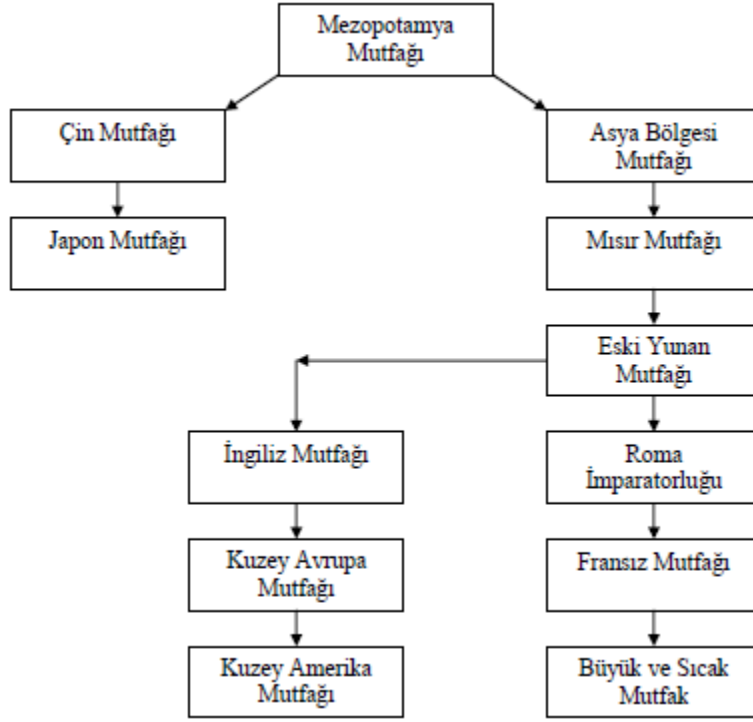 Mezopotamya
Mutfağı
Çin Mutfağı
Asya Bölgesi
Mutfağı
Japon Mutfağı
Mısır Mutfağı
Eski Yunan
Mutfağı
İngiliz Mutfağı
Roma
İmparatorluğu
Kuzey Avrupa
Mutfağı
Fransız Mutfağı
Kuzey Amerika
Mutfağı
Büyük ve Sıcak
Mutfak